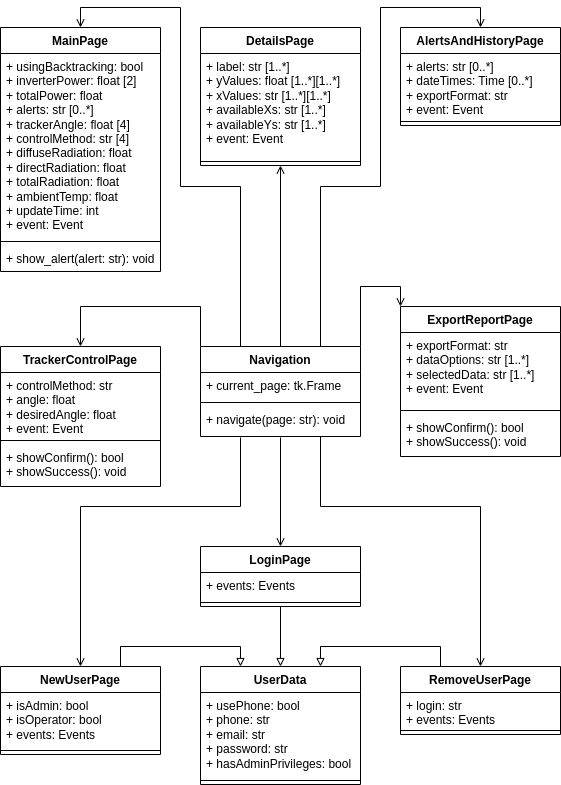 MainPage
+ usingBacktracking: bool
+ inverterPower: float [2]
+ totalPower: float
+ alerts: str [0..*]
+ trackerAngle: float [4]
+ controlMethod: str [4]
+ diffuseRadiation: float
+ directRadiation: float
+ totalRadiation: float
+ ambientTemp: float
+ updateTime: int
+ event: Event
+ show_alert(alert: str): void
DetailsPage
+ label: str [1..*]
+ yValues: float [1..*][1..*]
+ xValues: str [1..*][1..*]
+ availableXs: str [1..*]
+ availableYs: str [1..*]
+ event: Event
AlertsAndHistoryPage
+ alerts: str [0..*]
+ dateTimes: Time [0..*]
+ exportFormat: str
+ event: Event
TrackerControlPage
+ controlMethod: str
+ angle: float
+ desiredAngle: float
+ event: Event
+ showConfirm(): bool
+ showSuccess(): void
Navigation
+ current_page: tk.Frame
+ navigate(page: str): void
ExportReportPage
+ exportFormat: str
+ dataOptions: str [1..*]
+ selectedData: str [1..*]
+ event: Event
+ showConfirm(): bool
+ showSuccess(): void
LoginPage
+ events: Events
NewUserPage
+ isAdmin: bool
+ isOperator: bool
+ events: Events
UserData
+ usePhone: bool
+ phone: str
+ email: str
+ password: str
+ hasAdminPrivileges: bool
RemoveUserPage
+ login: str
+ events: Events